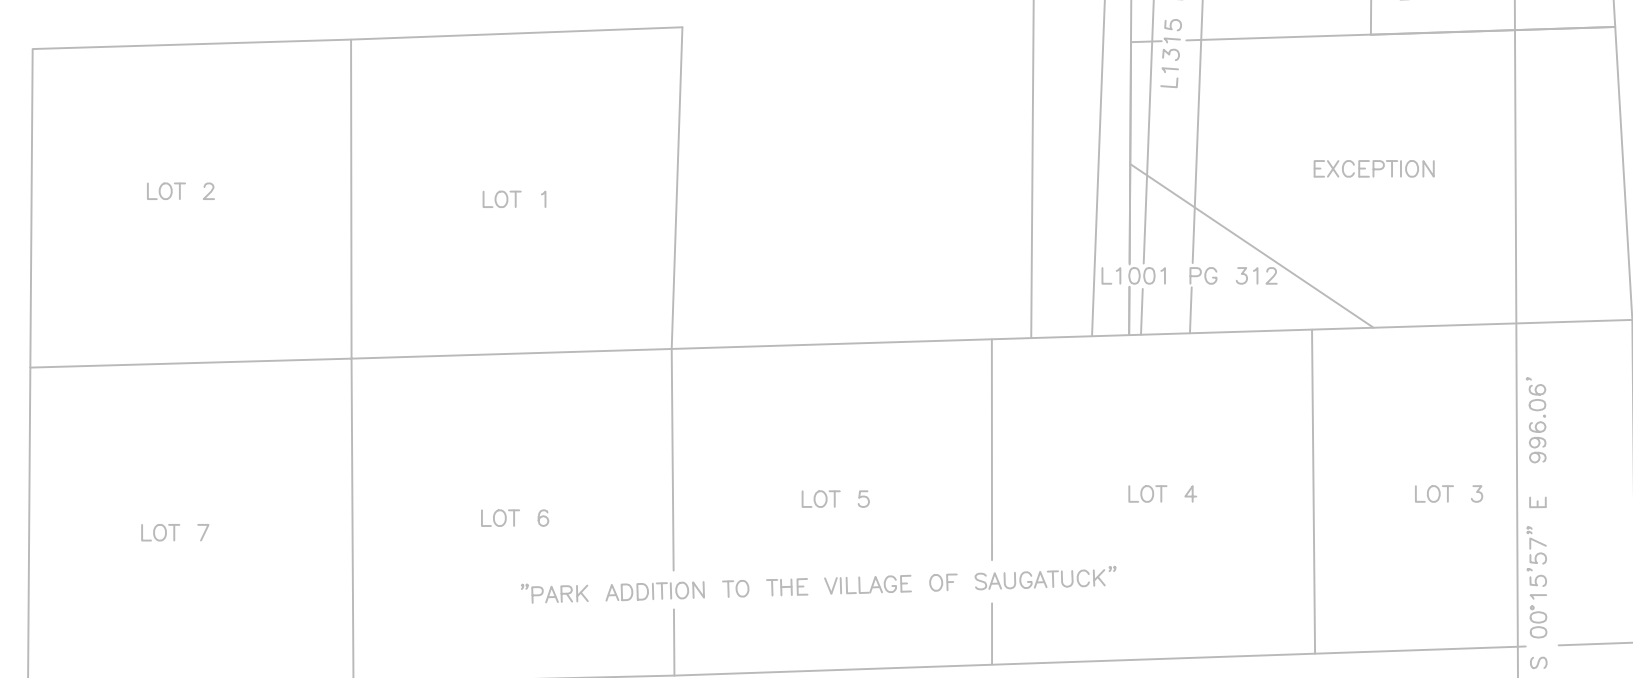 L1315
EXCEPTION
LOT 2
LOT 1
L1001 PG 312
LOT 7
LOT 6
LOT 5
LOT 4
LOT 3
"PARK ADDITION TO THE VILLAGE OF SAUGATUCK"
S 00°15'57" E 996.06'